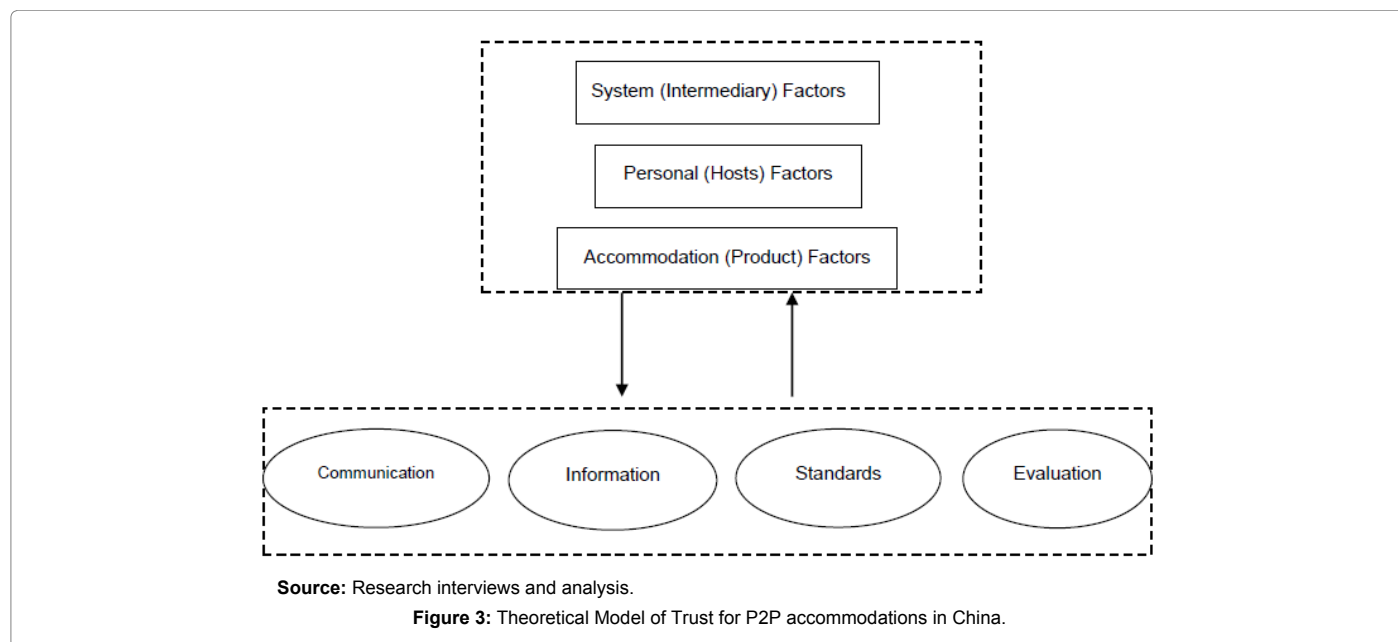 System (Intermediary) Factors
Personal (Hosts) Factors
Accommodation (Product) Factors
Communication
Information
Standards
Evaluation
Source: Research interviews and analysis.
Figure 3: Theoretical Model of Trust for P2P accommodations in China.